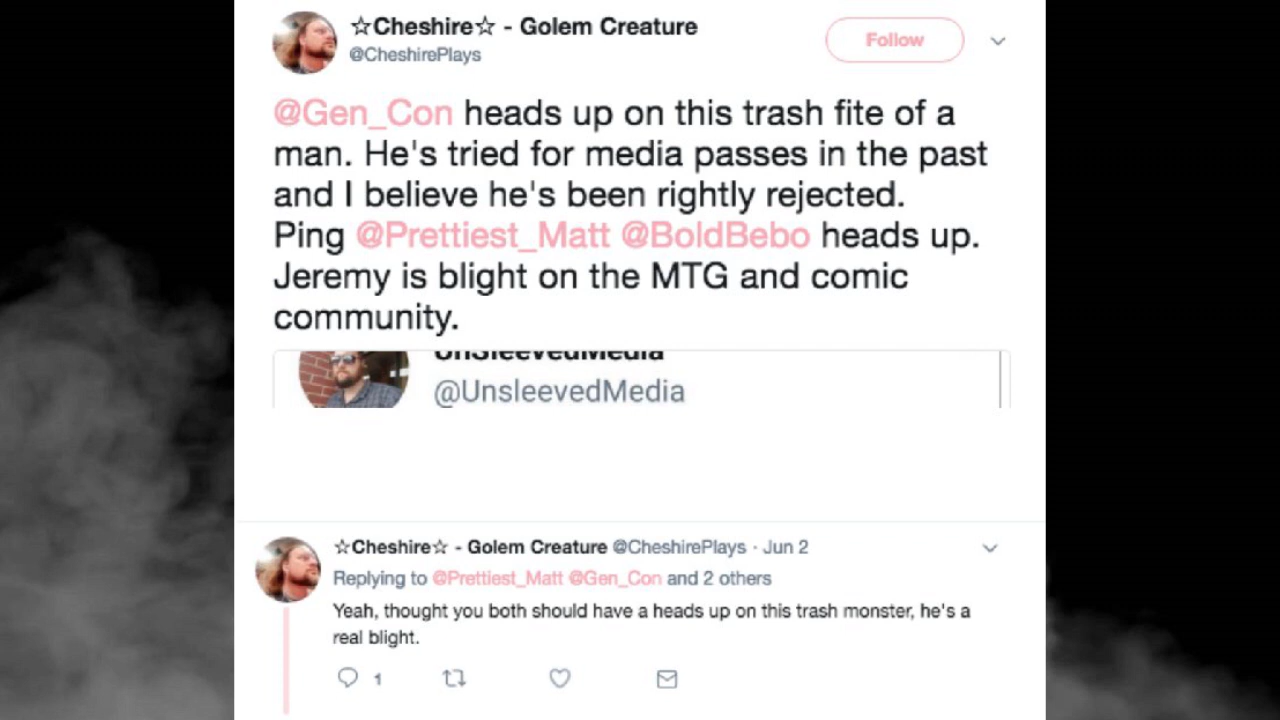 ☆Cheshire☆ - Golem Creature
@CheshirePlays
Follow
@Gen_Con heads up on this trash fite of a
man. He's tried for media passes in the past
and I believe he's been rightly rejected.
Ping @Prettiest_Matt @BoldBebo heads up.
Jeremy is blight on the MTG and comic
community.
UnSleevedMedia
@UnsleevedMedia
☆Cheshire☆ - Golem Creature @CheshirePlays · Jun 2
Replying to @Prettiest_Matt @Gen_Con and 2 others
Yeah, thought you both should have a heads up on this trash monster, he's a
real blight.
1